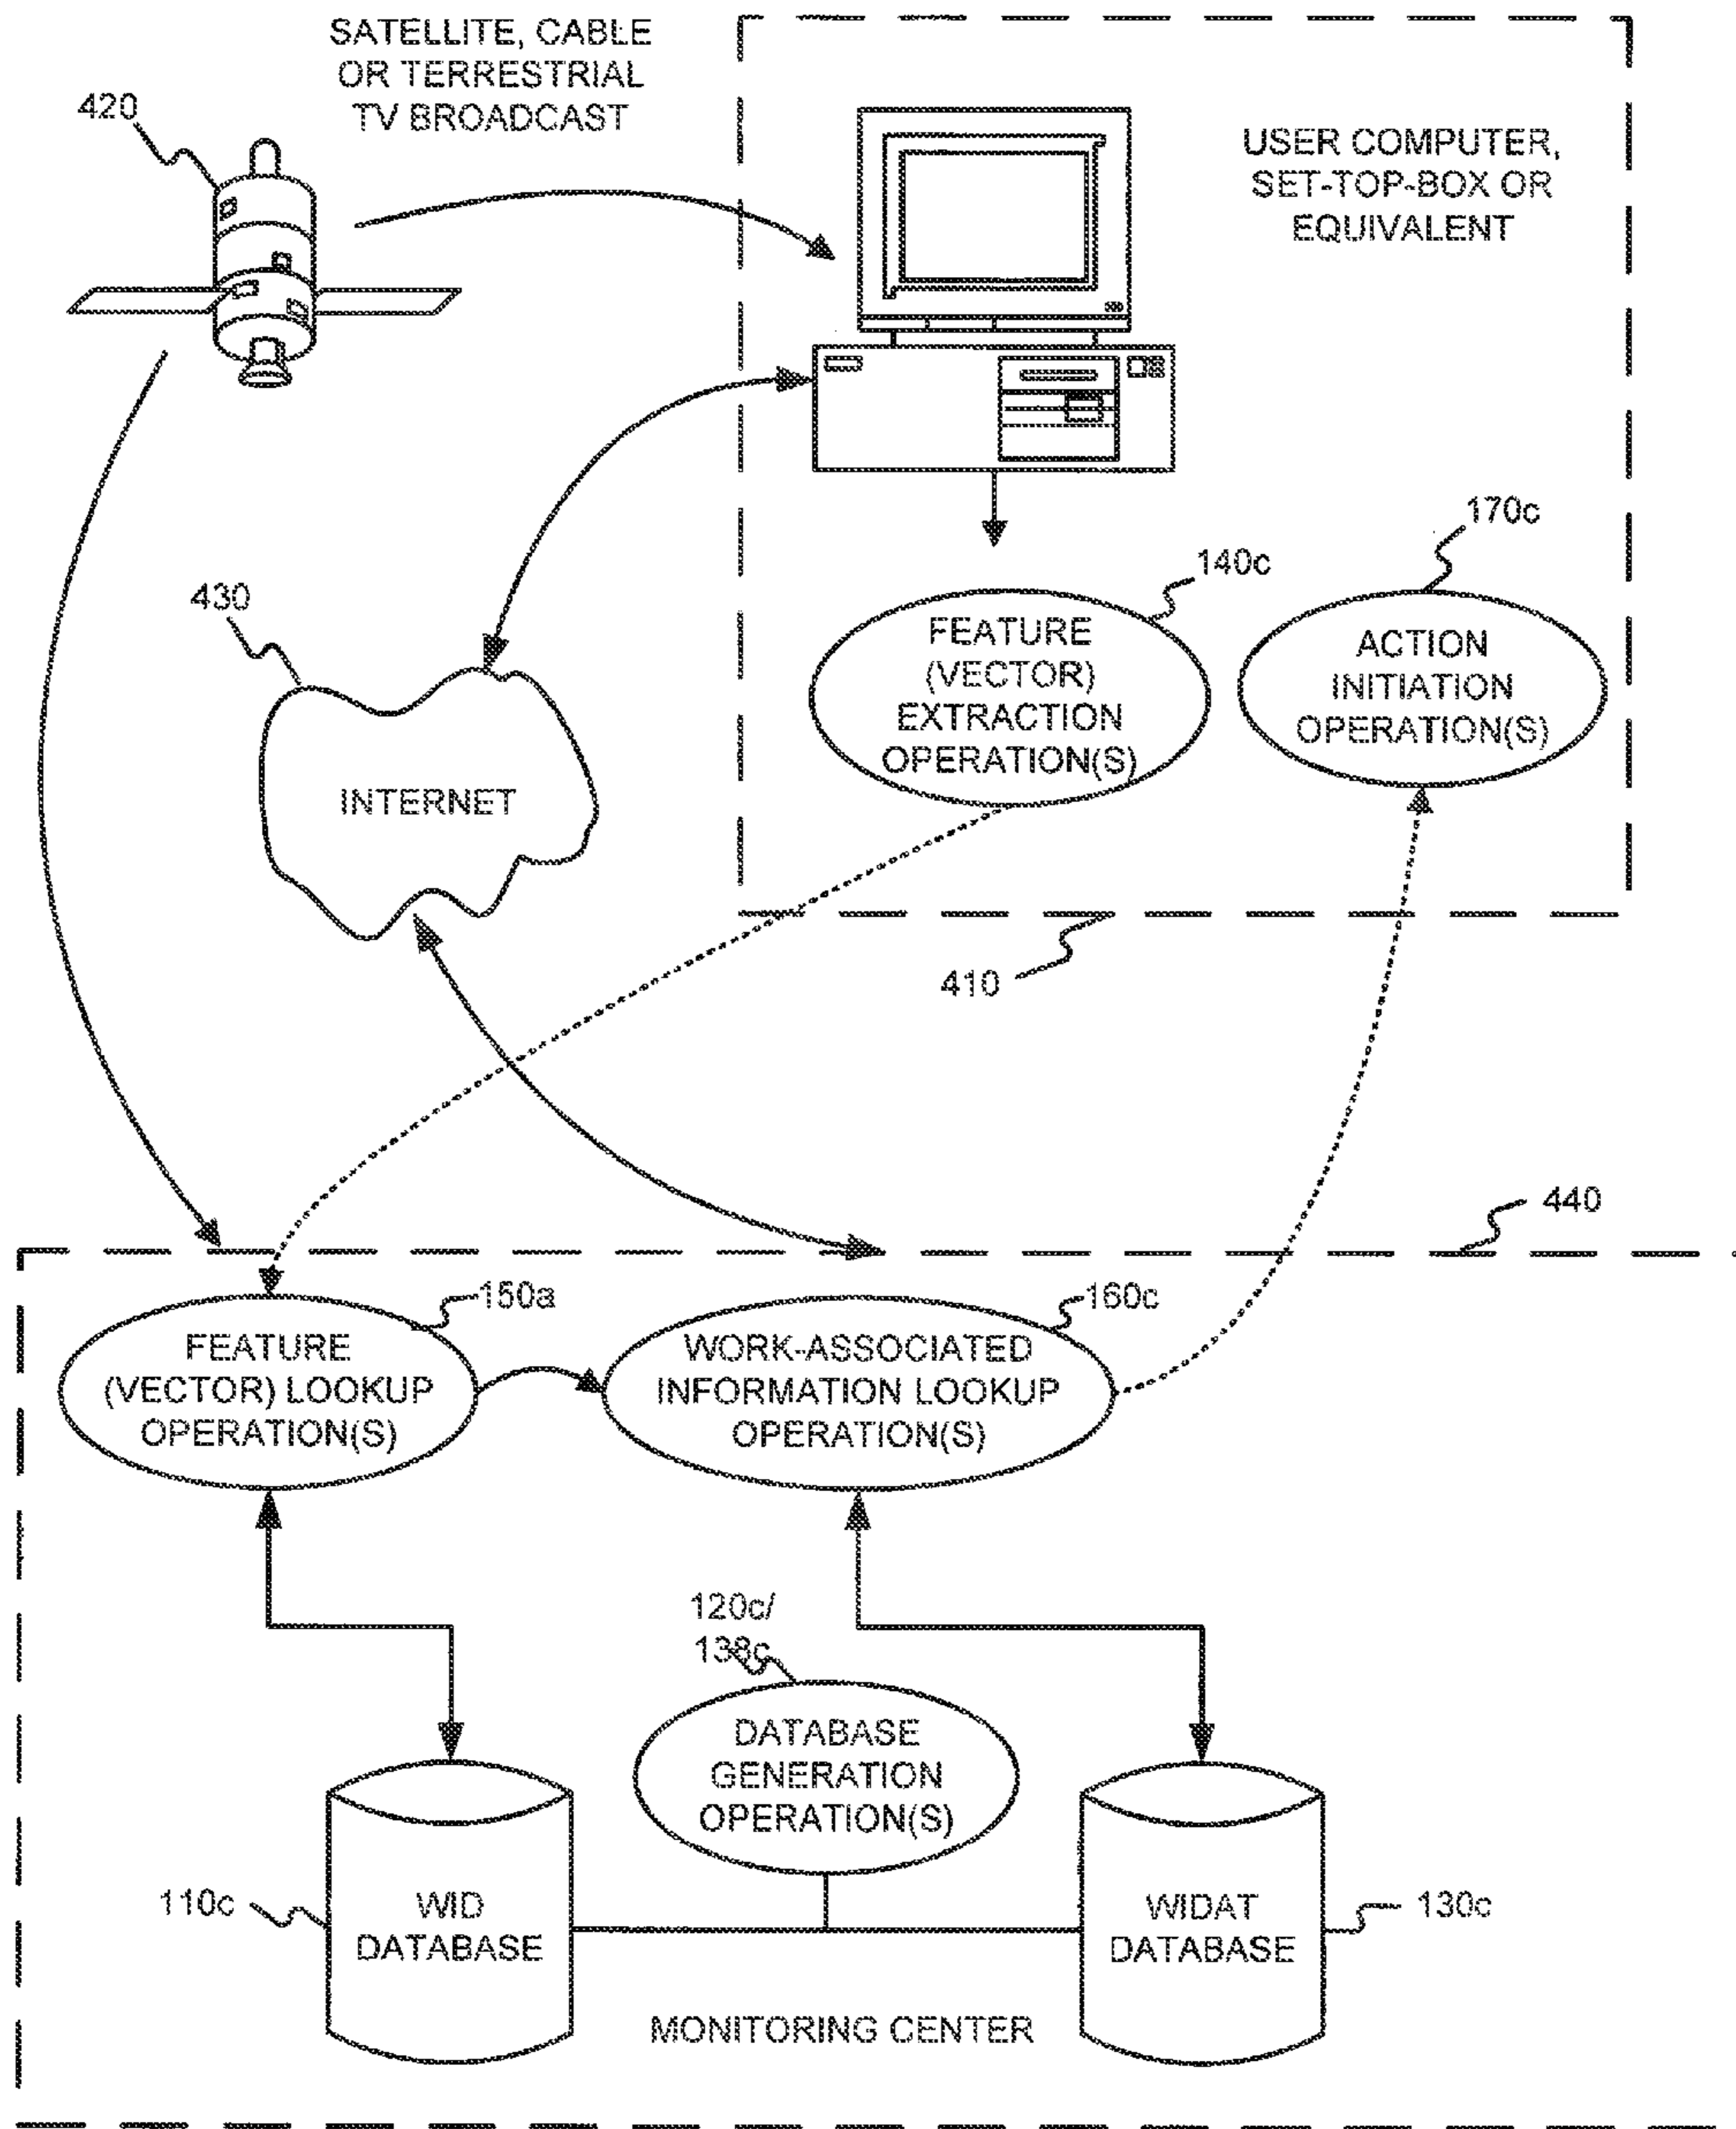 SATELLITE, CABLE
OR TERRESTRIAL
TV BROADCAST
420
USER COMPUTER,
SET-TOP-BOX OR
EQUIVALENT
170c
140c
430
FEATURE
(VECTOR)
EXTRACTION
OPERATION(S)
ACTION
INITIATION
OPERATION(S)
INTERNET
410
440
150a
160c
FEATURE
(VECTOR) LOOKUP
OPERATION(S)
WORK-ASSOCIATED
INFORMATION LOOKUP
OPERATION(S)
120c/
138c
DATABASE
GENERATION
OPERATION(S)
110c
WID
DATABASE
WIDAT
DATABASE
130c
MONITORING CENTER